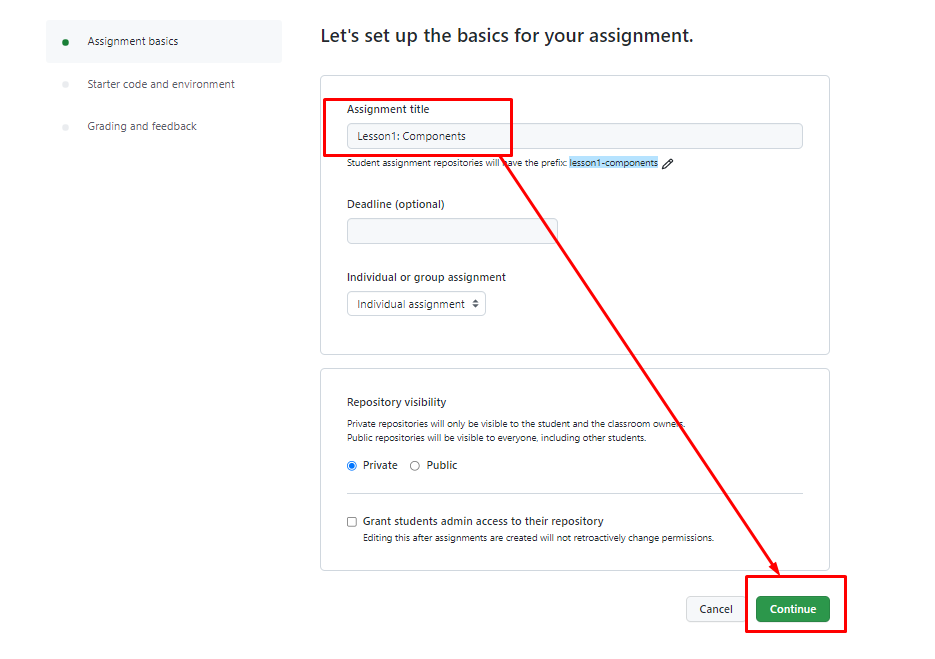 Assignment basics
Starter code and environment
Grading and feedback
Let's set up the basics for your assignment.
Assignment title
Lesson1: Components
Student assignment repositories will have the prefix: lesson1-components
Deadline (optional)
Individual or group assignment
Individual assignment
Repository visibility
Private repositories will only be visible to the student and the classroom owners.
Public repositories will be visible to everyone, including other students.
Private Public
Grant students admin access to their repository
Editing this after assignments are created will not retroactively change permissions.
Cancel Continue